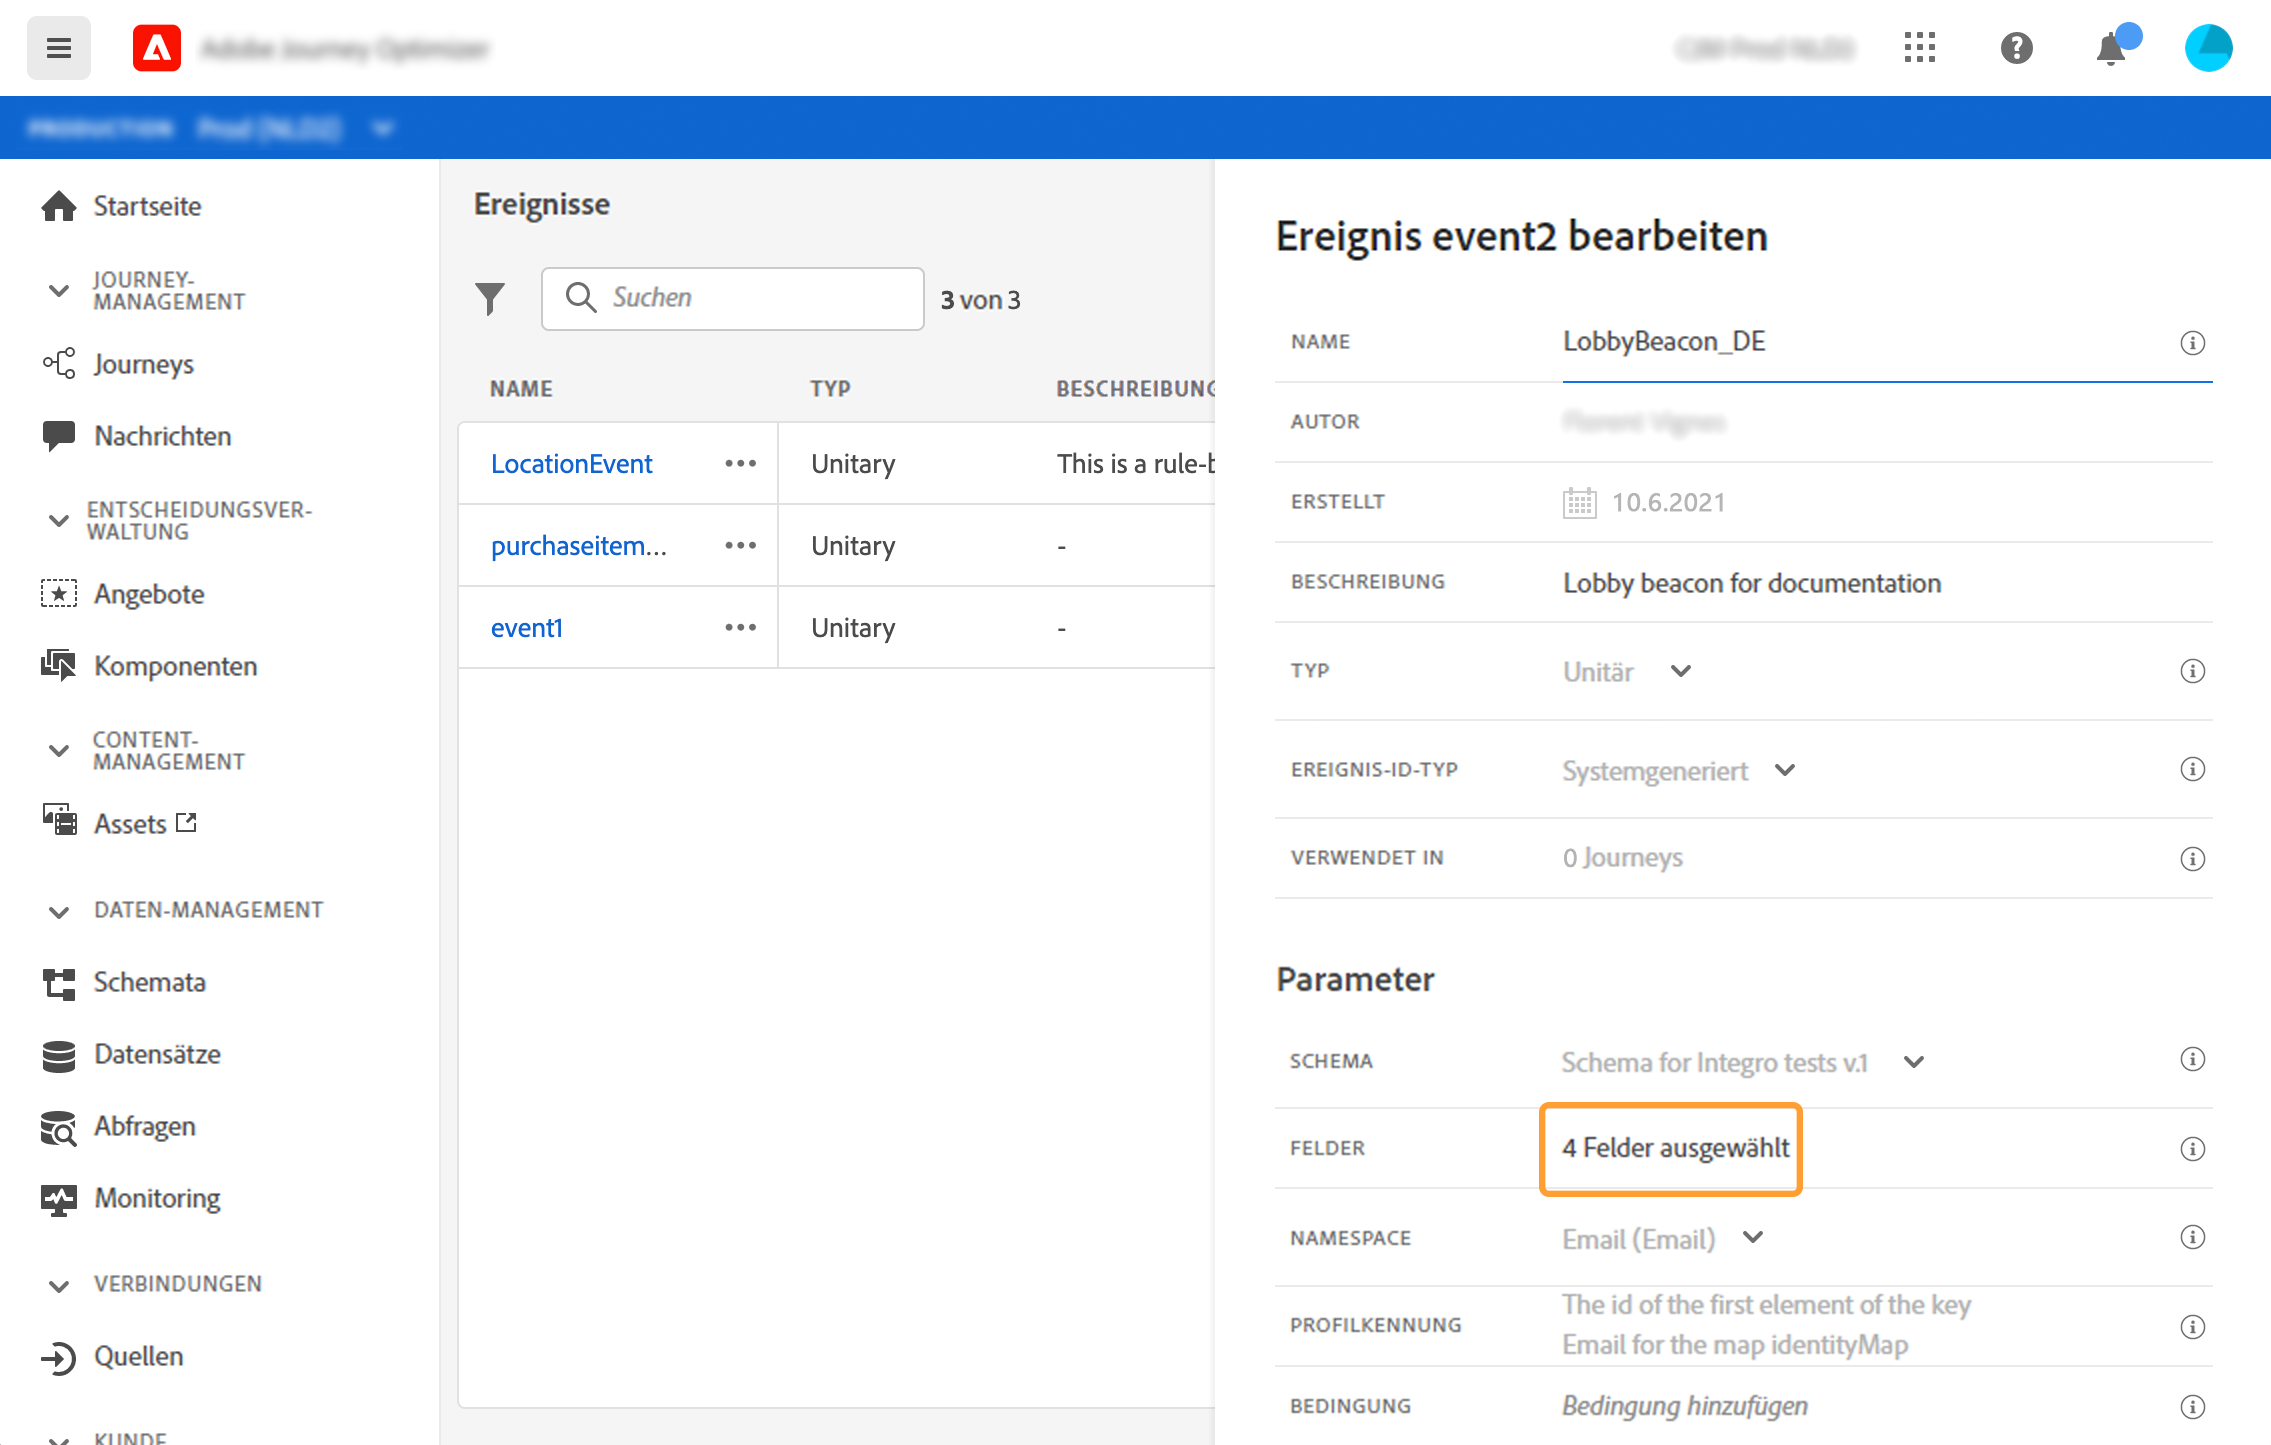 Startseite
JOURNEY-
MANAGEMENT
Journeys
Nachrichten
ENTSCHEIDUNGSVER-
WALTUNG
Angebote
Komponenten
CONTENT-
MANAGEMENT
Assets
DATEN-MANAGEMENT
Schemata
Datensätze
Abfragen
Monitoring
VERBINDUNGEN
Quellen
KUNDE
Ereignisse
Suchen
3 von 3
NAME TYP BESCHREIBUNG
LocationEvent ••• Unitary This is a rule-b
purchaseitem... ••• Unitary -
event1 ••• Unitary -
Ereignis event2 bearbeiten
NAME LobbyBeacon_DE
AUTOR
ERSTELLT 10.6.2021
BESCHREIBUNG Lobby beacon for documentation
TYP Unitär
EREIGNIS-ID-TYP Systemgeneriert
VERWENDET IN 0 Journeys
Parameter
SCHEMA Schema for Integro tests v.1
FELDER 4 Felder ausgewählt
NAMESPACE Email (Email)
PROFILKENNUNG The id of the first element of the key
Email for the map identityMap
BEDINGUNG Bedingung hinzufügen